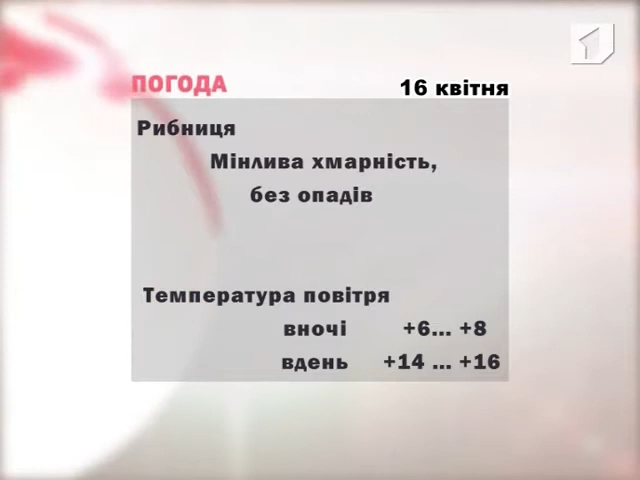 ПОГОДА
16 квітня
Рибниця
Мінлива хмарність,
без опадів
Температура повітря
вночі +6... +8
вдень +14 ... +16